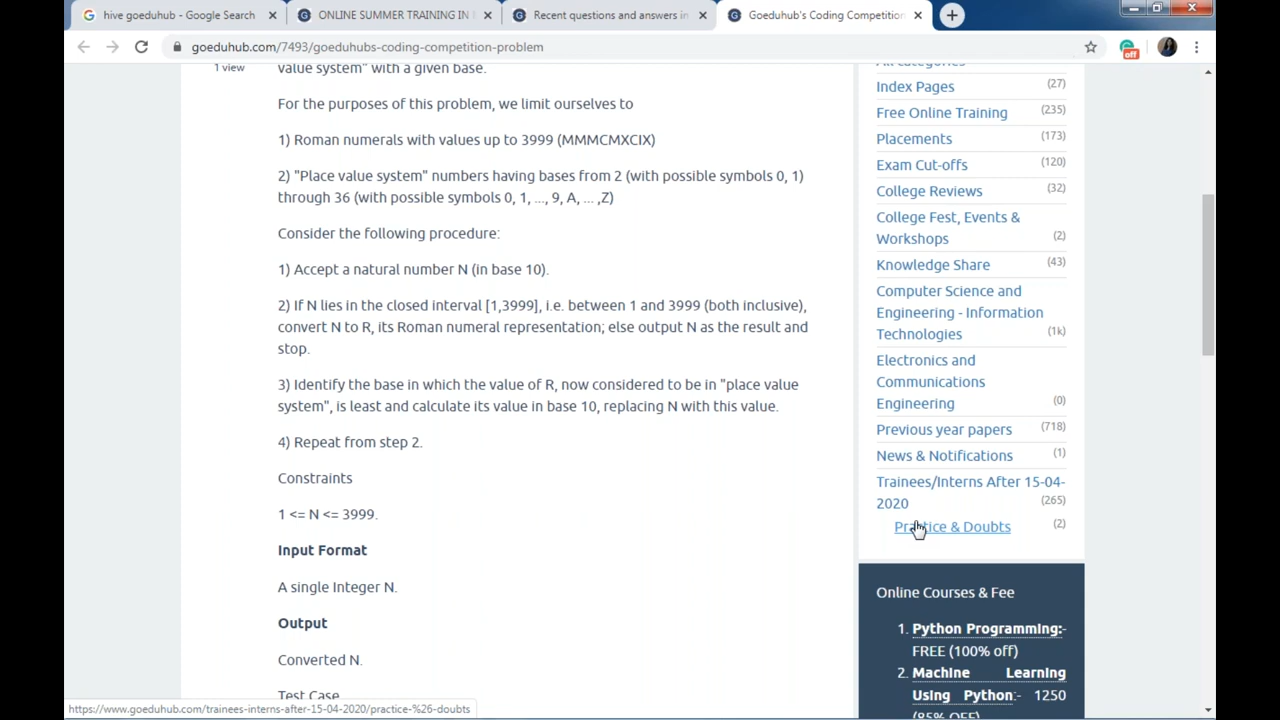 hive goeduhub - Google Search
ONLINE SUMMER TRAINING IN
Recent questions and answers in
Goeduhub's Coding Competition
goeduhub.com/7493/goeduhubs-coding-competition-problem
off
1 view
value system" with a given base.
For the purposes of this problem, we limit ourselves to
1) Roman numerals with values up to 3999 (MMMCMXCIX)
2) "Place value system" numbers having bases from 2 (with possible symbols 0, 1)
through 36 (with possible symbols 0, 1, ..., 9, A, ... ,Z)
Consider the following procedure:
1) Accept a natural number N (in base 10).
2) If N lies in the closed interval [1,3999], i.e. between 1 and 3999 (both inclusive),
convert N to R, its Roman numeral representation; else output N as the result and
stop.
3) Identify the base in which the value of R, now considered to be in "place value
system", is least and calculate its value in base 10, replacing N with this value.
4) Repeat from step 2.
Constraints
1 <= N <= 3999.
Input Format
A single Integer N.
Output
Converted N.
Test Case
All categories
Index Pages (27)
Free Online Training (235)
Placements (173)
Exam Cut-offs (120)
College Reviews (32)
College Fest, Events &
Workshops (2)
Knowledge Share (43)
Computer Science and
Engineering - Information
Technologies (1k)
Electronics and
Communications
Engineering (0)
Previous year papers (718)
News & Notifications (1)
Trainees/Interns After 15-04-
2020 (265)
Practice & Doubts (2)
Online Courses & Fee
1. Python Programming:-
FREE (100% off)
2. Machine Learning
Using Python:- 1250
(85% OFF)
https://www.goeduhub.com/trainees-interns-after-15-04-2020/practice-%26-doubts